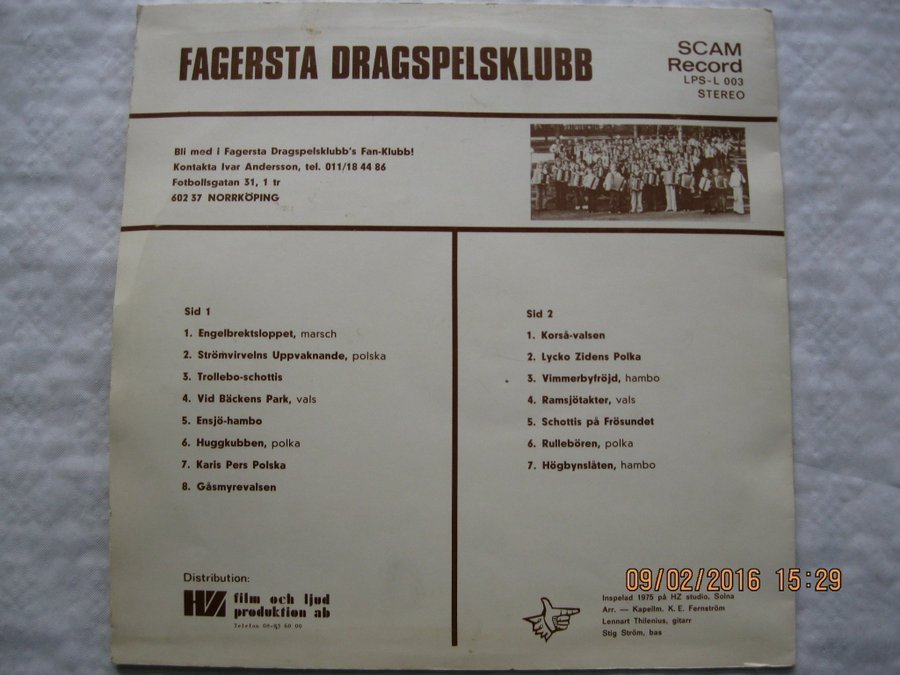 FAGERSTA DRAGSPELSKLUBB
SCAM
Record
LPS-L 003
STEREO
Bli med i Fagersta Dragspelsklubb's Fan-Klubb!
Kontakta Ivar Andersson, tel. 011/18 44 86
Fotbollsgatan 31, 1 tr
602 37 NORRKÖPING
Sid 1
1. Engelbrektsloppet, marsch
2. Strömvirvelns Uppvaknande, polska
3. Trollebo-schottis
4. Vid Bäckens Park, vals
5. Ensjö-hambo
6. Huggkubben, polka
7. Karis Pers Polska
8. Gåsmyrevalsen
Sid 2
1. Korså-valsen
2. Lycko Zidens Polka
3. Vimmerbyfröjd, hambo
4. Ramsjötakter, vals
5. Schottis på Frösundet
6. Rullebören, polka
7. Högbynslåten, hambo
Distribution:
HZ film och ljud
produktion ab
Telefon 08-83 60 00
09/02/2016 15:29
Inspelad 1975 på HZ studio, Solna
Arr. — Kapellm. K. E. Fernström
Lennart Thilenius, gitarr
Stig Ström, bas